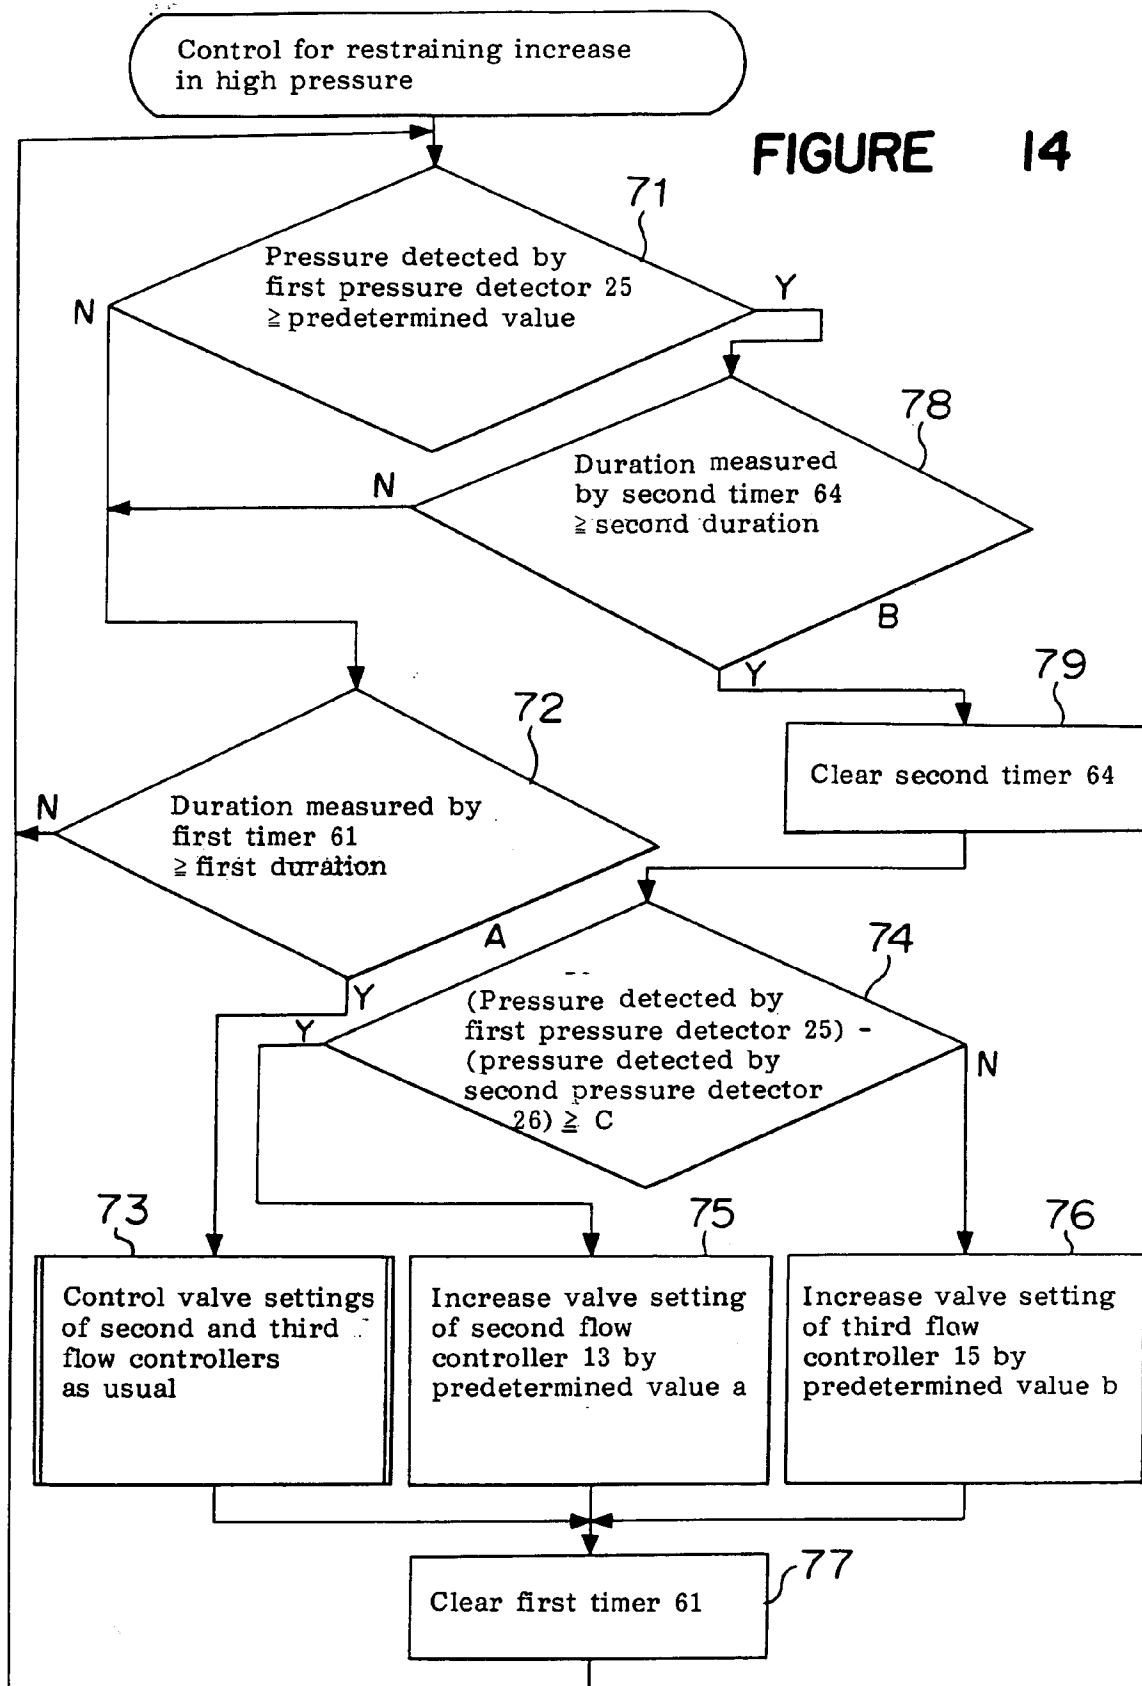 Control for restraining increase
in high pressure
FIGURE 14
71
Pressure detected by
first pressure detector 25
≧ predetermined value
N
Y
78
Duration measured
by second timer 64
≧ second duration
N
B
Y
79
Clear second timer 64
72
Duration measured by
first timer 61
≧ first duration
N
A
Y
74
(Pressure detected by
first pressure detector 25) -
(pressure detected by
second pressure detector
26) ≧ C
Y
N
73
Control valve settings
of second and third
flow controllers
as usual
75
Increase valve setting
of second flow
controller 13 by
predetermined value a
76
Increase valve setting
of third flow
controller 15 by
predetermined value b
77
Clear first timer 61